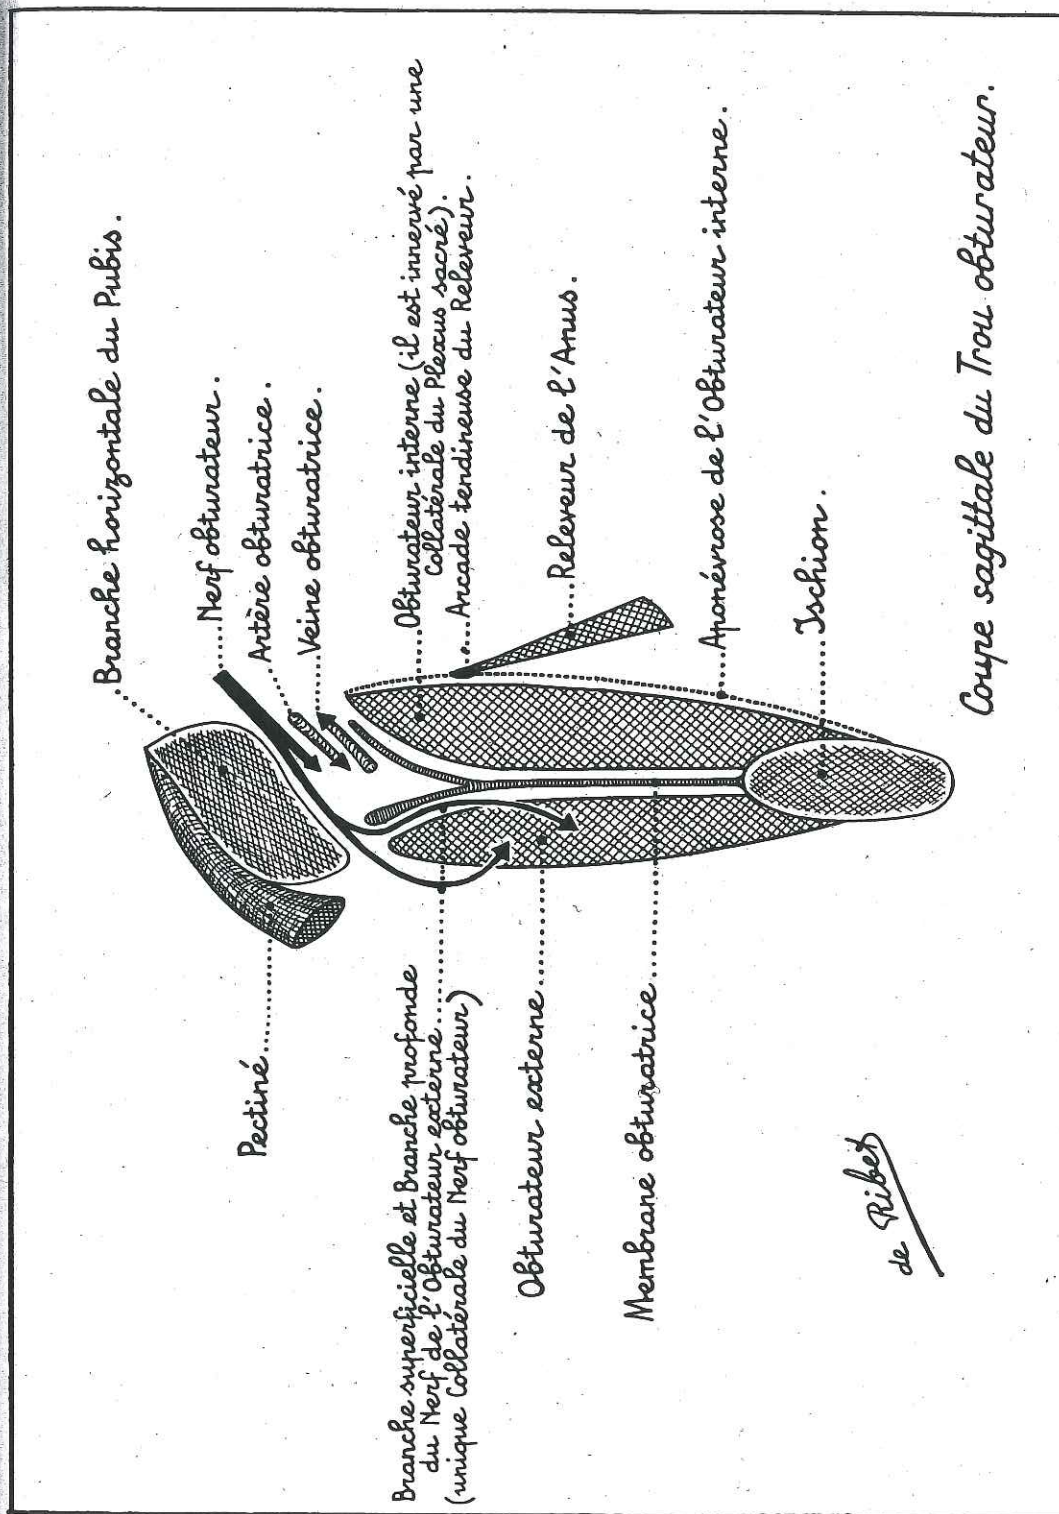 Branche horizontale du Pubis.
Nerf obturateur.
Artère obturatrice.
Veine obturatrice.
Obturateur interne (il est innervé par une
Collatérale du Plexus sacré).
Arcade tendineuse du Releveur.
Releveur de l'Anus.
Aponévrose de l'Obturateur interne.
Ischion.
Pectiné
Branche superficielle et Branche profonde
du Nerf de l'Obturateur externe
(unique Collatérale du Nerf obturateur)
Obturateur externe
Membrane obturatrice
Coupe sagittale du Trou obturateur.
de Ribet